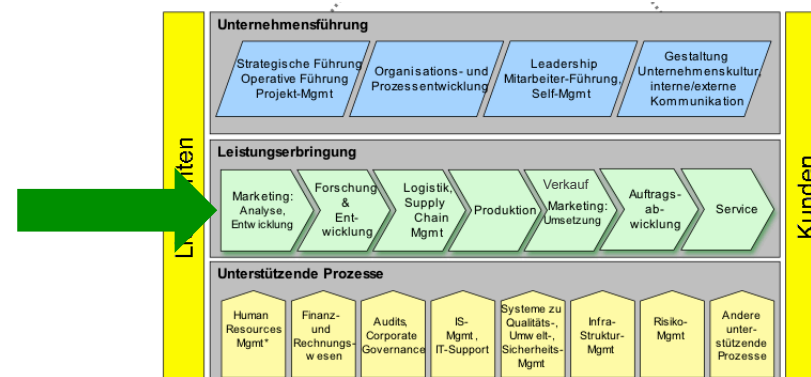 Unternehmensführung
Strategische Führung
Operative Führung
Projekt-Mgmt
Organisations- und
Prozessentwicklung
Leadership
Mitarbeiter-Führung,
Self-Mgmt
Gestaltung
Unternehmenskultur,
interne/externe
Kommunikation
Leistungserbringung
Marketing:
Analyse,
Entwicklung
Forschung
&
Ent-
wicklung
Logistik,
Supply
Chain
Mgmt
Produktion
Verkauf
Marketing:
Umsetzung
Auftrags-
ab-
wicklung
Service
Unterstützende Prozesse
Human
Resources
Mgmt*
Finanz-
und
Rechnungs-
wesen
Audits,
Corporate
Governance
IS-
Mgmt,
IT-Support
Systeme zu
Qualitäts-,
Umwelt-,
Sicherheits-
Mgmt
Infra-
Struktur-
Mgmt
Risiko-
Mgmt
Andere
unter-
stützende
Prozesse
Kunden